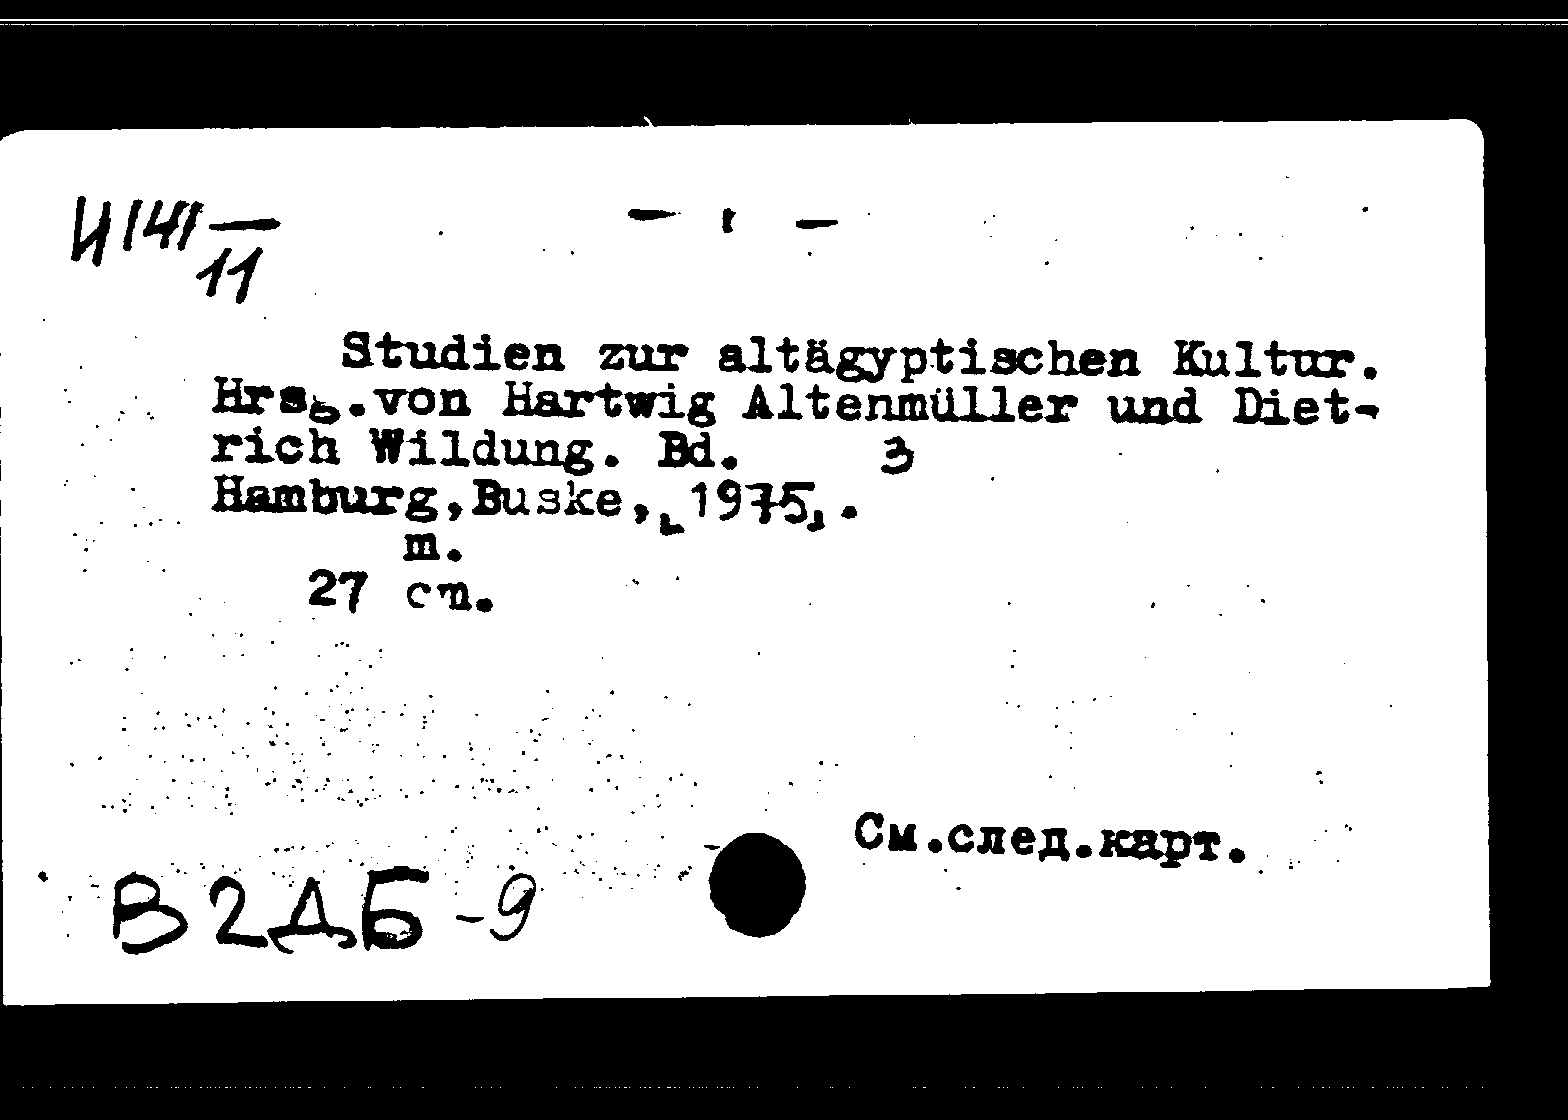 И141—
11
Studien zur altägyptischen Kultur.
Hrsg.von Hartwig Altenmüller und Diet-
rich Wildung. Bd. 3
Hamburg,Buske,[1975].
m.
27 cm.
См.след.карт.
В2ДБ-9